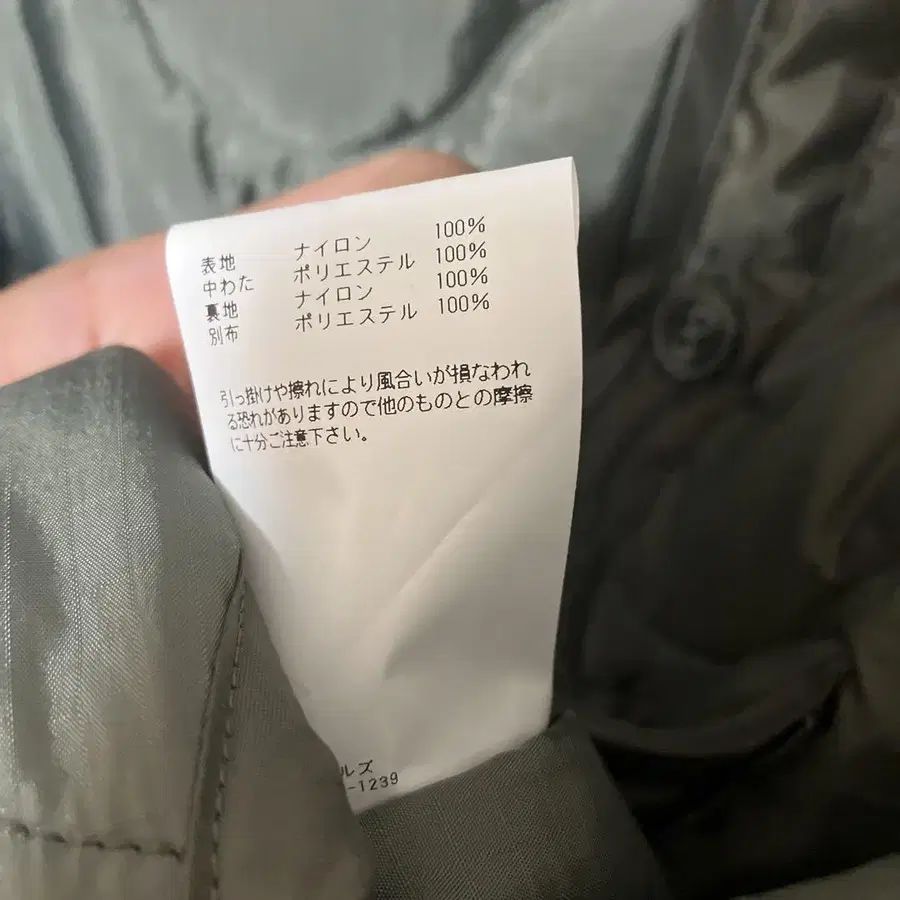 表地 ナイロン 100%
中わた ポリエステル 100%
裏地 ナイロン 100%
別布 ポリエステル 100%
引っ掛けや擦れにより風合いが損なわれ
る恐れがありますので他のものとの摩擦
に十分ご注意下さい。
ルズ
-1239